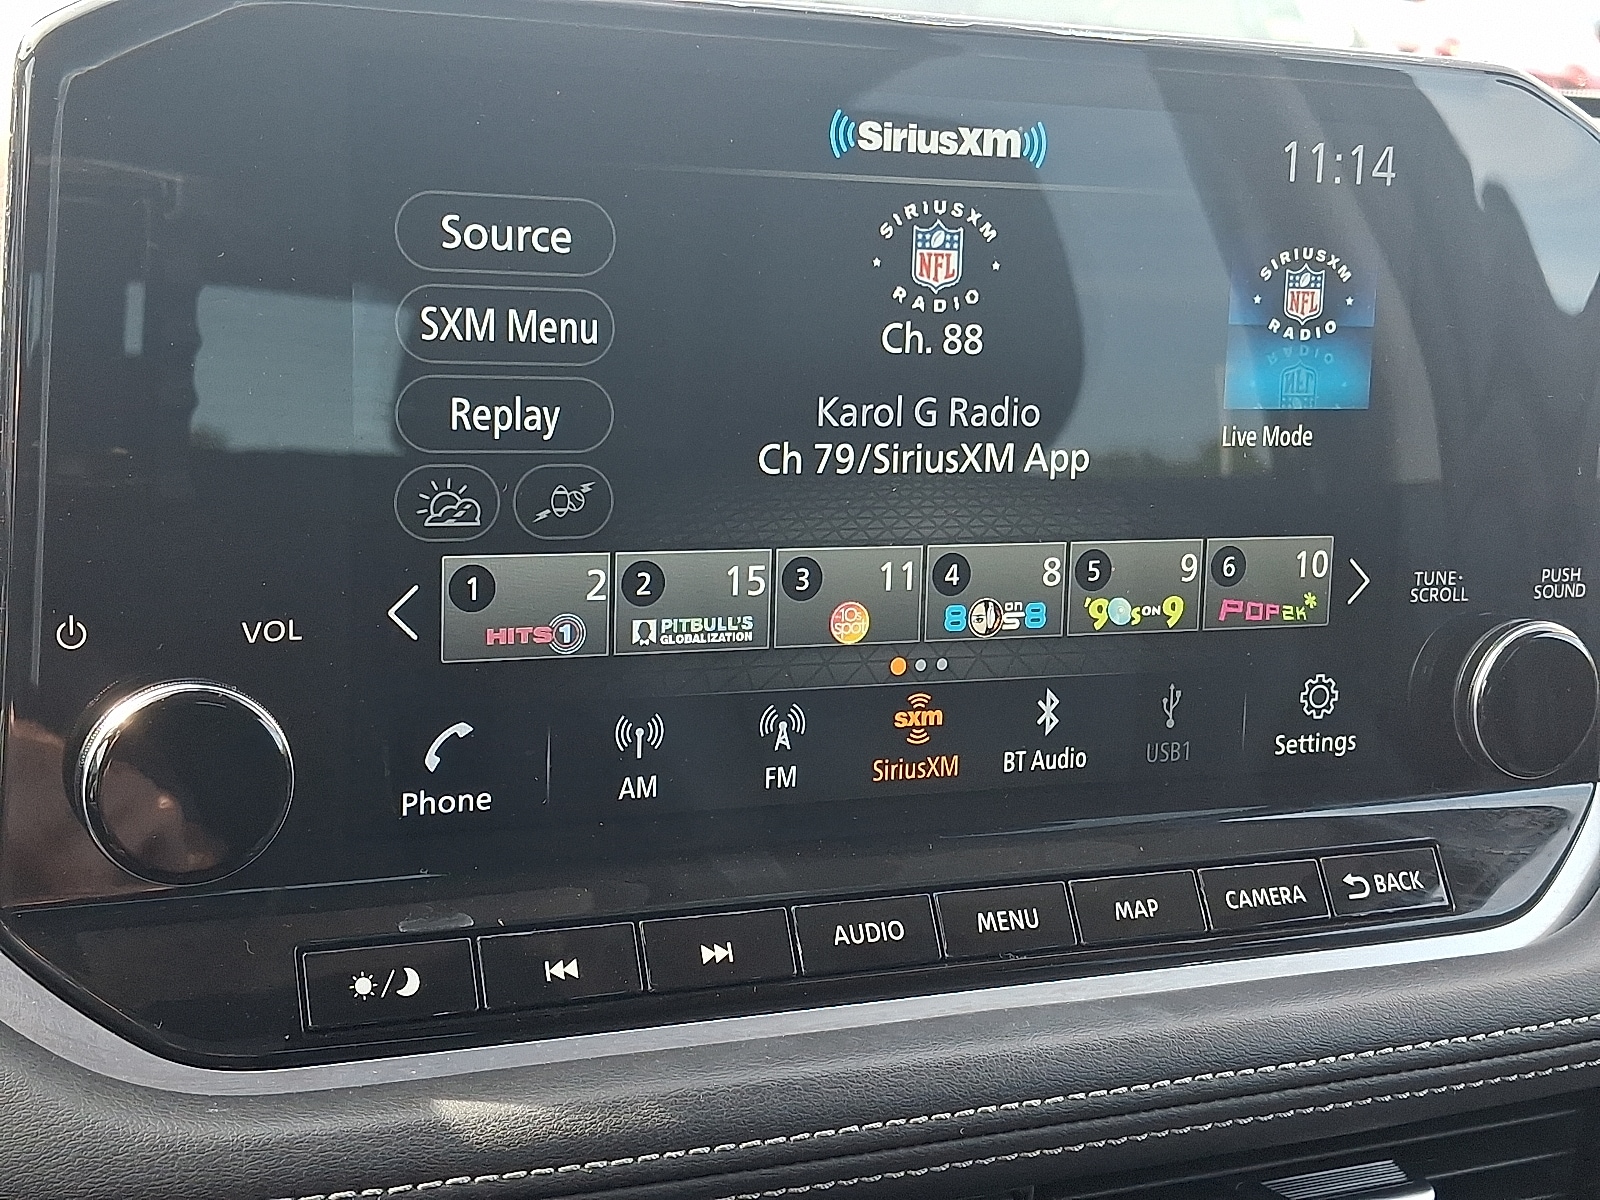 SiriusXM
11:14
Source
SXM Menu
Replay
SIRIUSXM
NFL
RADIO
Ch. 88
Karol G Radio
Ch 79/SiriusXM App
SIRIUSXM
NFL
RADIO
Live Mode
1 2
HITS 1
2 15
PITBULL'S
GLOBALIZATION
3 11
10s
spot
4 8
80s on 8
5 9
'90s ON 9
6 10
POP2K*
VOL
TUNE·
SCROLL
PUSH
SOUND
Phone
AM
FM
sxm
SiriusXM
BT Audio
USB1
Settings
AUDIO
MENU
MAP
CAMERA
BACK